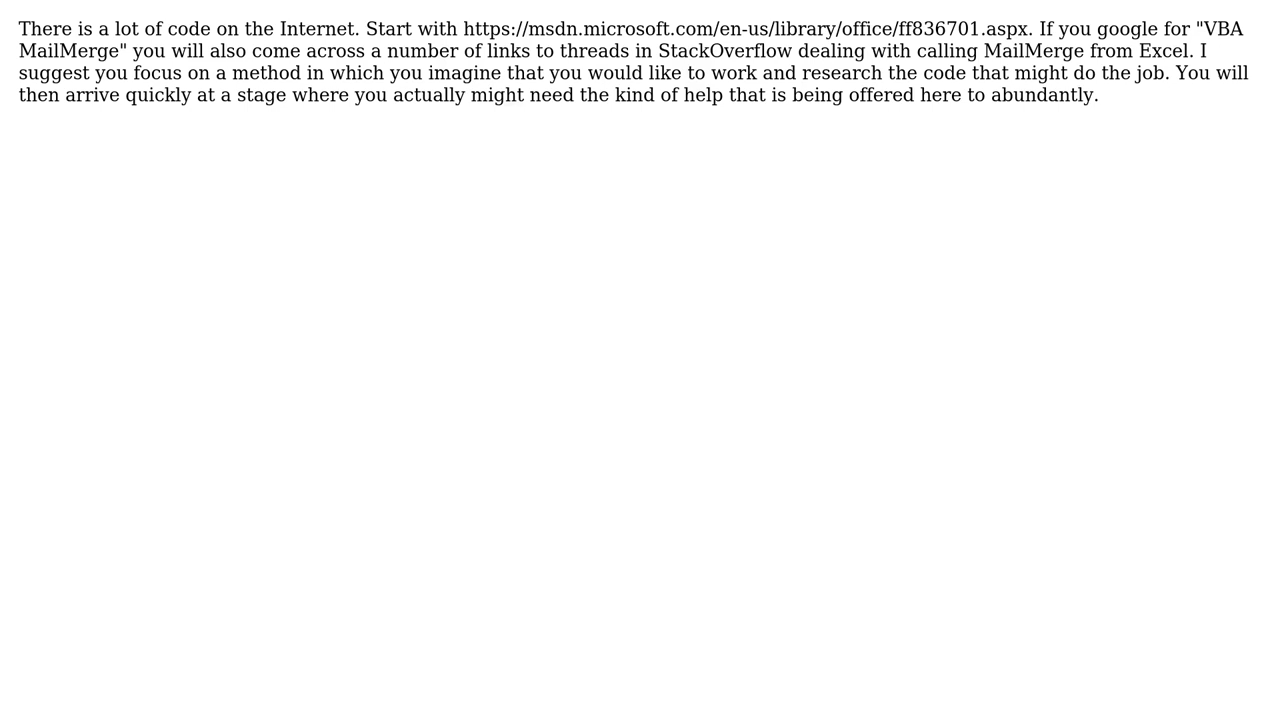 There is a lot of code on the Internet. Start with https://msdn.microsoft.com/en-us/library/office/ff836701.aspx. If you google for "VBA
MailMerge" you will also come across a number of links to threads in StackOverflow dealing with calling MailMerge from Excel. I
suggest you focus on a method in which you imagine that you would like to work and research the code that might do the job. You will
then arrive quickly at a stage where you actually might need the kind of help that is being offered here to abundantly.